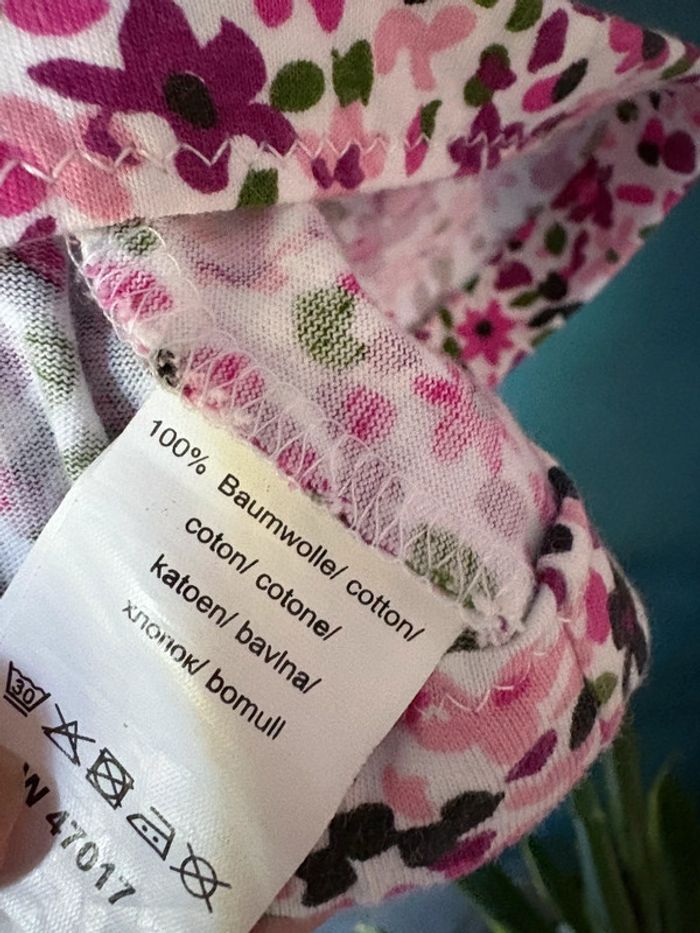 100% Baumwolle/ cotton/
coton/ cotone/
katoen/ bavlna/
хлопок/ bomull
30
W 47017